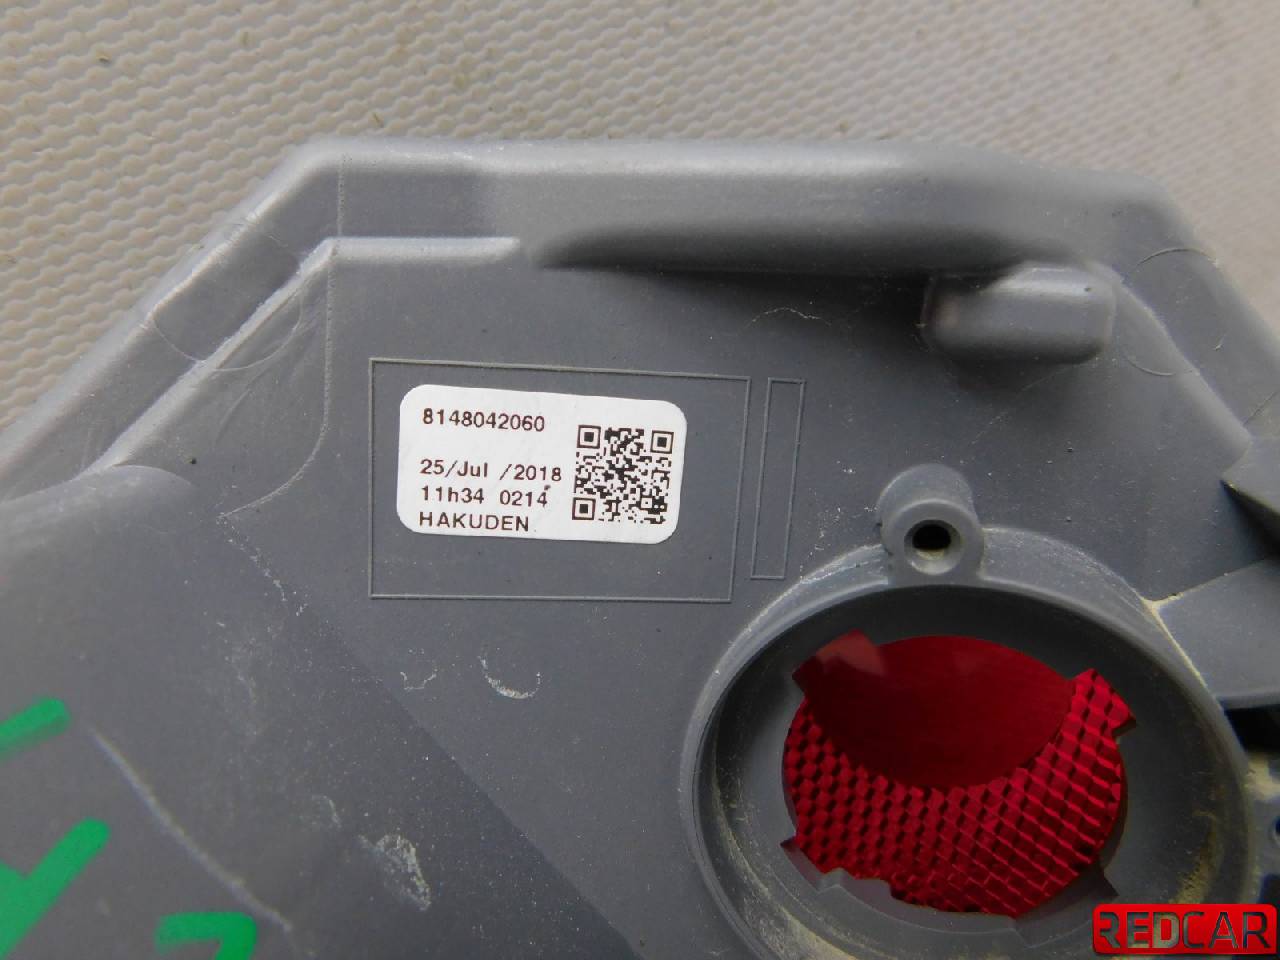 8148042060
25/Jul /2018
11h34 0214
HAKUDEN
REDCAR